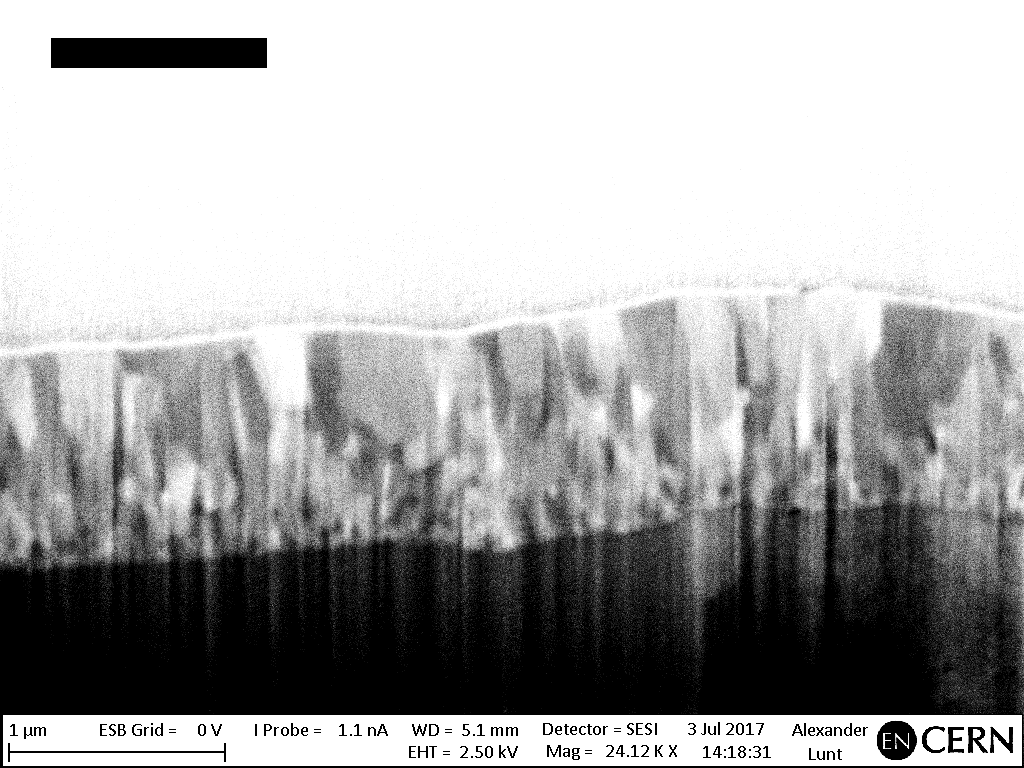 1 µm ESB Grid = 0 V I Probe = 1.1 nA WD = 5.1 mm Detector = SESI 3 Jul 2017 Alexander
EHT = 2.50 kV Mag = 24.12 K X 14:18:31 Lunt
EN CERN